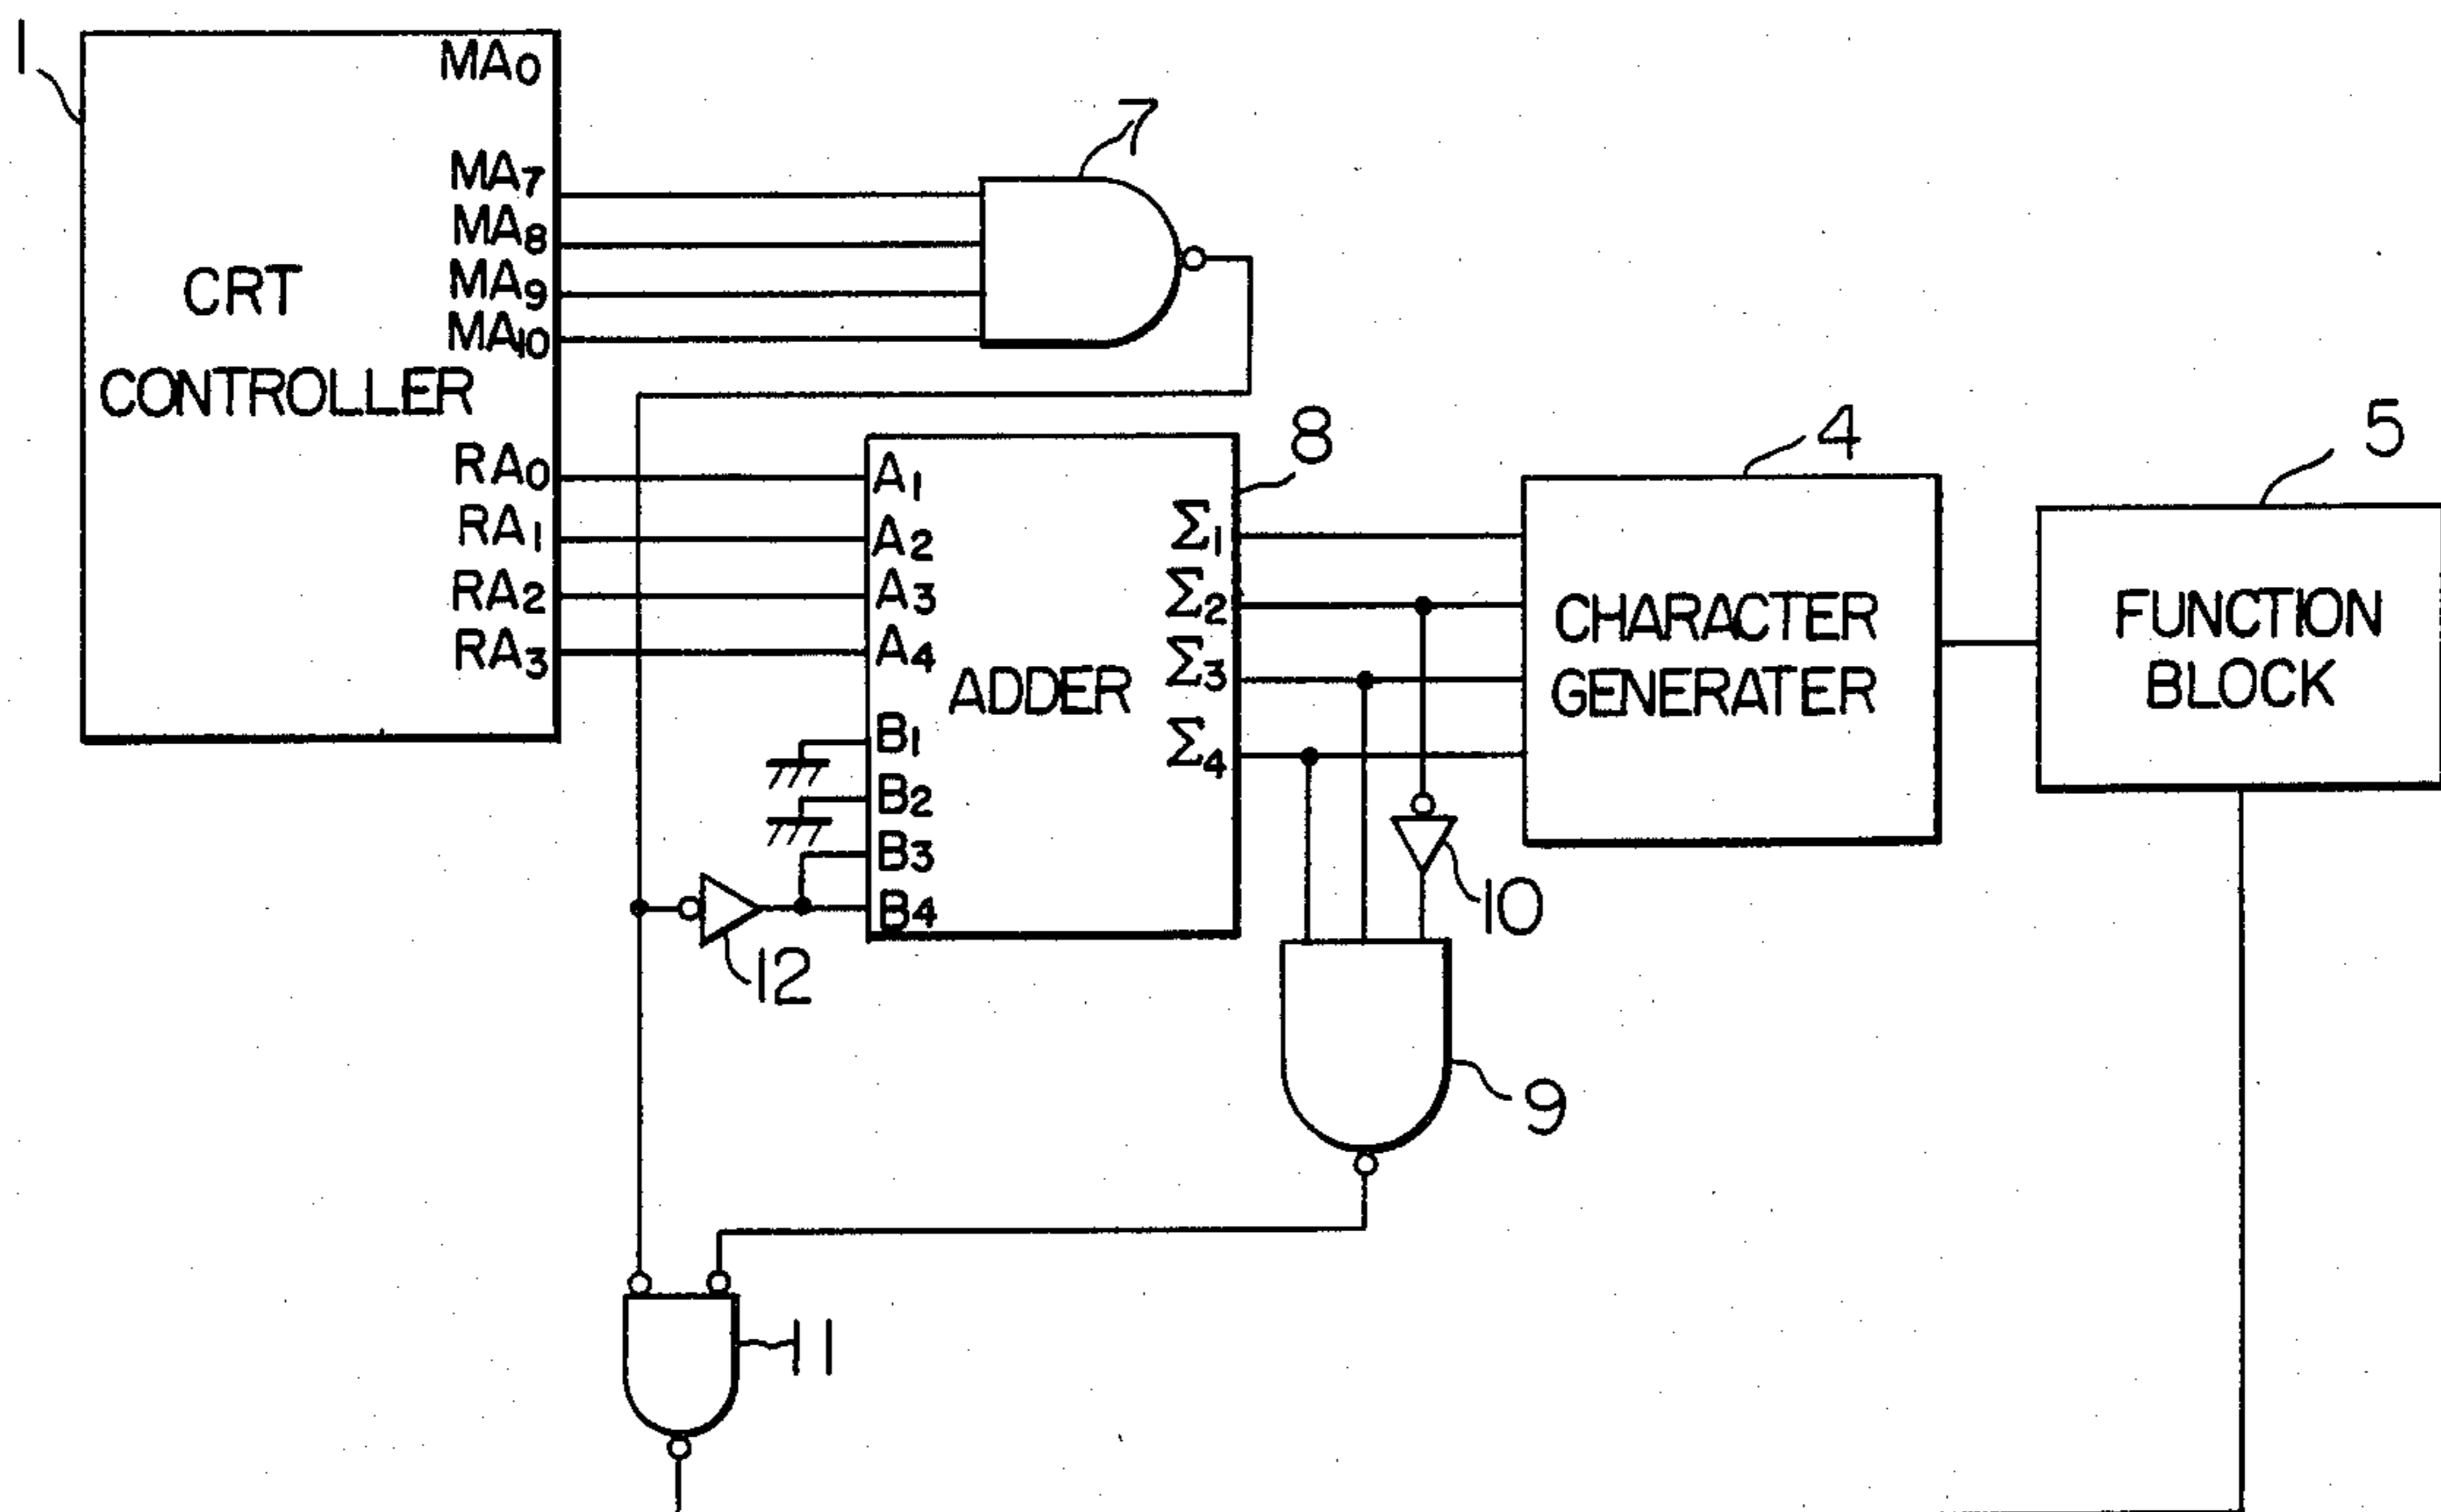 1
MA0
MA7
MA8
MA9
MA10
CRT
CONTROLLER
RA0
RA1
RA2
RA3
7
8
A1
A2
A3
A4
B1
B2
B3
B4
ADDER
Σ1
Σ2
Σ3
Σ4
4
CHARACTER
GENERATER
5
FUNCTION
BLOCK
10
12
9
11